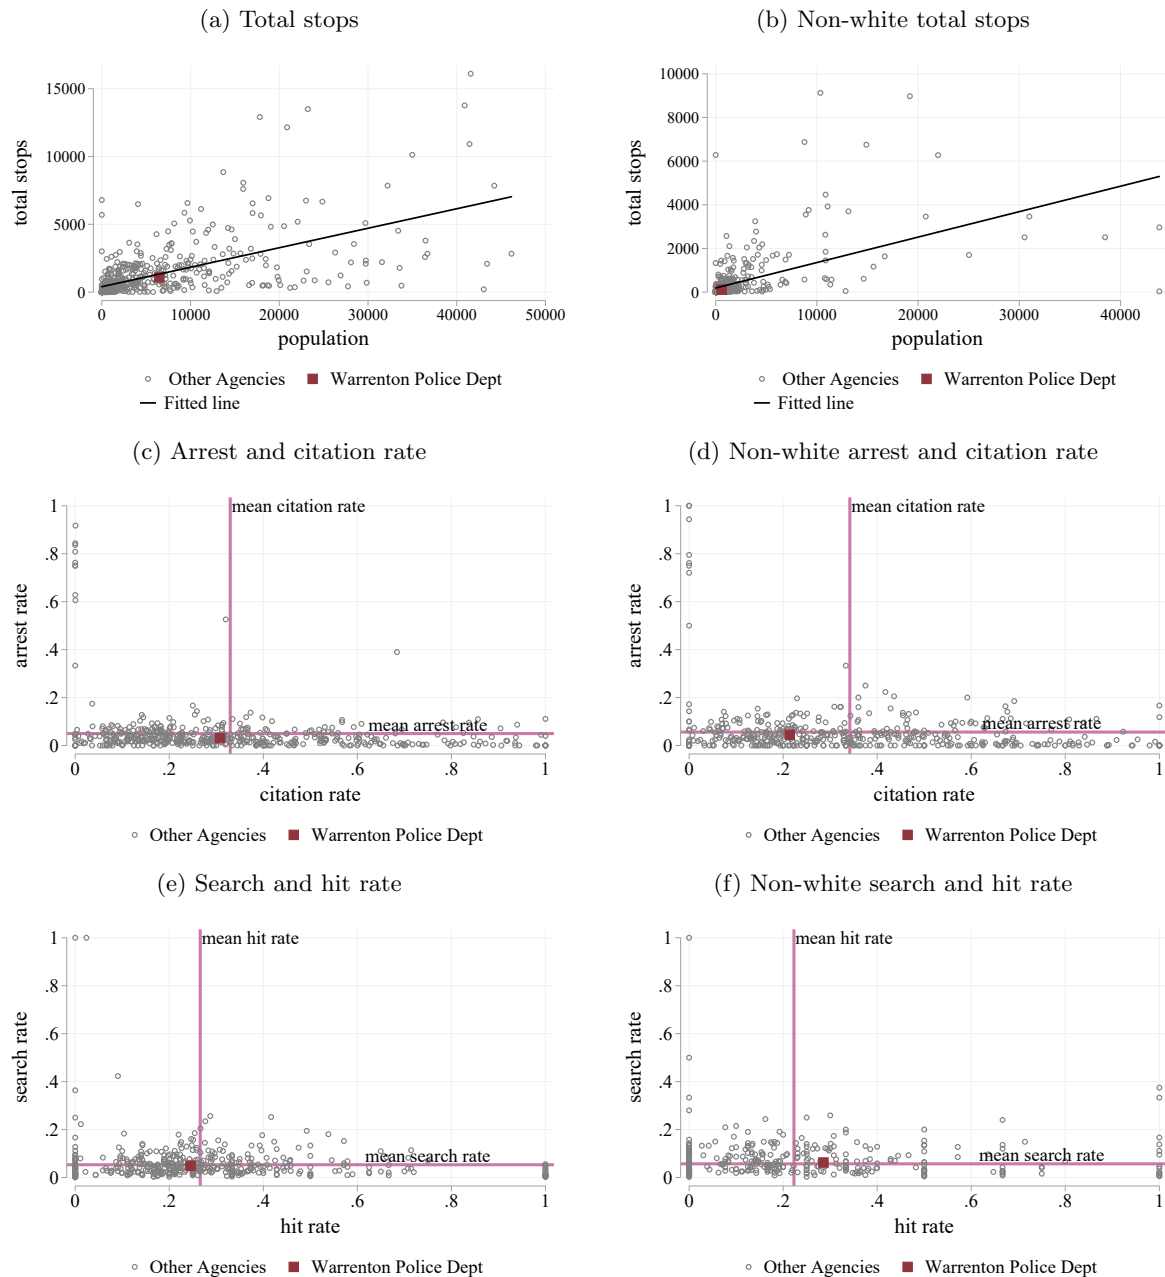 (a) Total stops
(b) Non-white total stops
total stops
15000
10000
5000
0
0 10000 20000 30000 40000 50000
population
Other Agencies Warrenton Police Dept
Fitted line
total stops
10000
8000
6000
4000
2000
0
0 10000 20000 30000 40000
population
Other Agencies Warrenton Police Dept
Fitted line
(c) Arrest and citation rate
(d) Non-white arrest and citation rate
arrest rate
1
.8
.6
.4
.2
0
mean citation rate
mean arrest rate
0 .2 .4 .6 .8 1
citation rate
Other Agencies Warrenton Police Dept
arrest rate
1
.8
.6
.4
.2
0
mean citation rate
mean arrest rate
0 .2 .4 .6 .8 1
citation rate
Other Agencies Warrenton Police Dept
(e) Search and hit rate
(f) Non-white search and hit rate
search rate
1
.8
.6
.4
.2
0
mean hit rate
mean search rate
0 .2 .4 .6 .8 1
hit rate
Other Agencies Warrenton Police Dept
search rate
1
.8
.6
.4
.2
0
mean hit rate
mean search rate
0 .2 .4 .6 .8 1
hit rate
Other Agencies Warrenton Police Dept